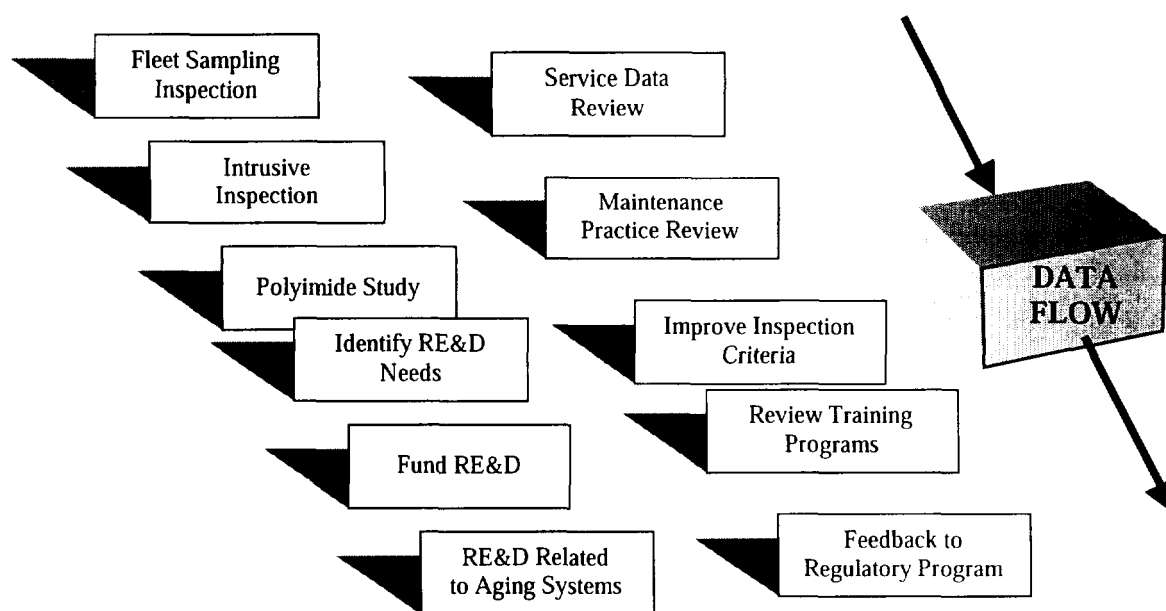 Fleet Sampling
Inspection
Intrusive
Inspection
Polyimide Study
Identify RE&D
Needs
Fund RE&D
RE&D Related
to Aging Systems
Service Data
Review
Maintenance
Practice Review
Improve Inspection
Criteria
Review Training
Programs
Feedback to
Regulatory Program
DATA
FLOW